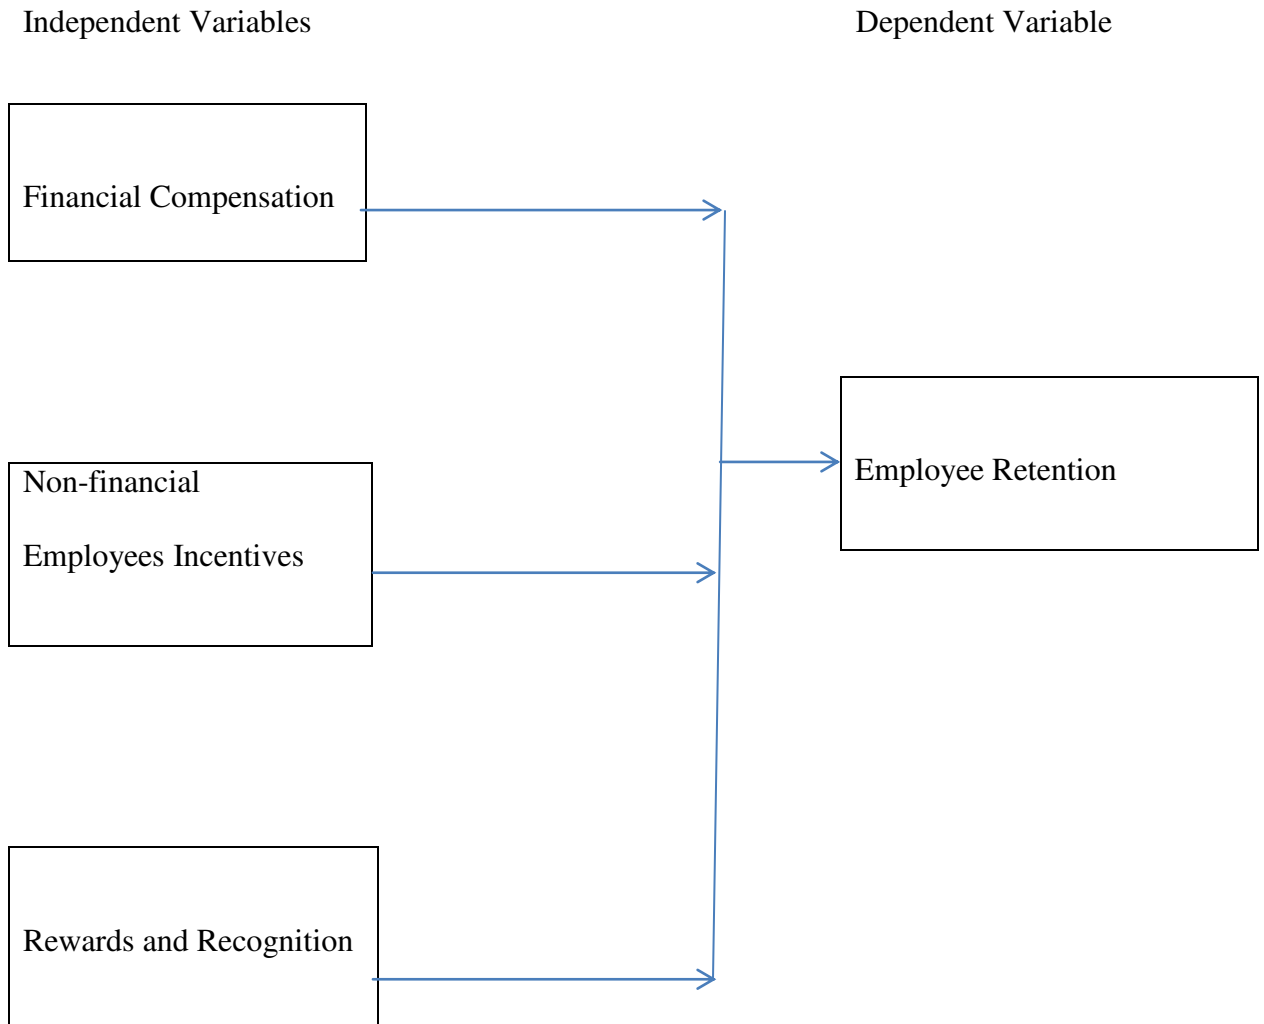 Independent Variables
Dependent Variable
Financial Compensation
Non-financial
Employees Incentives
Employee Retention
Rewards and Recognition